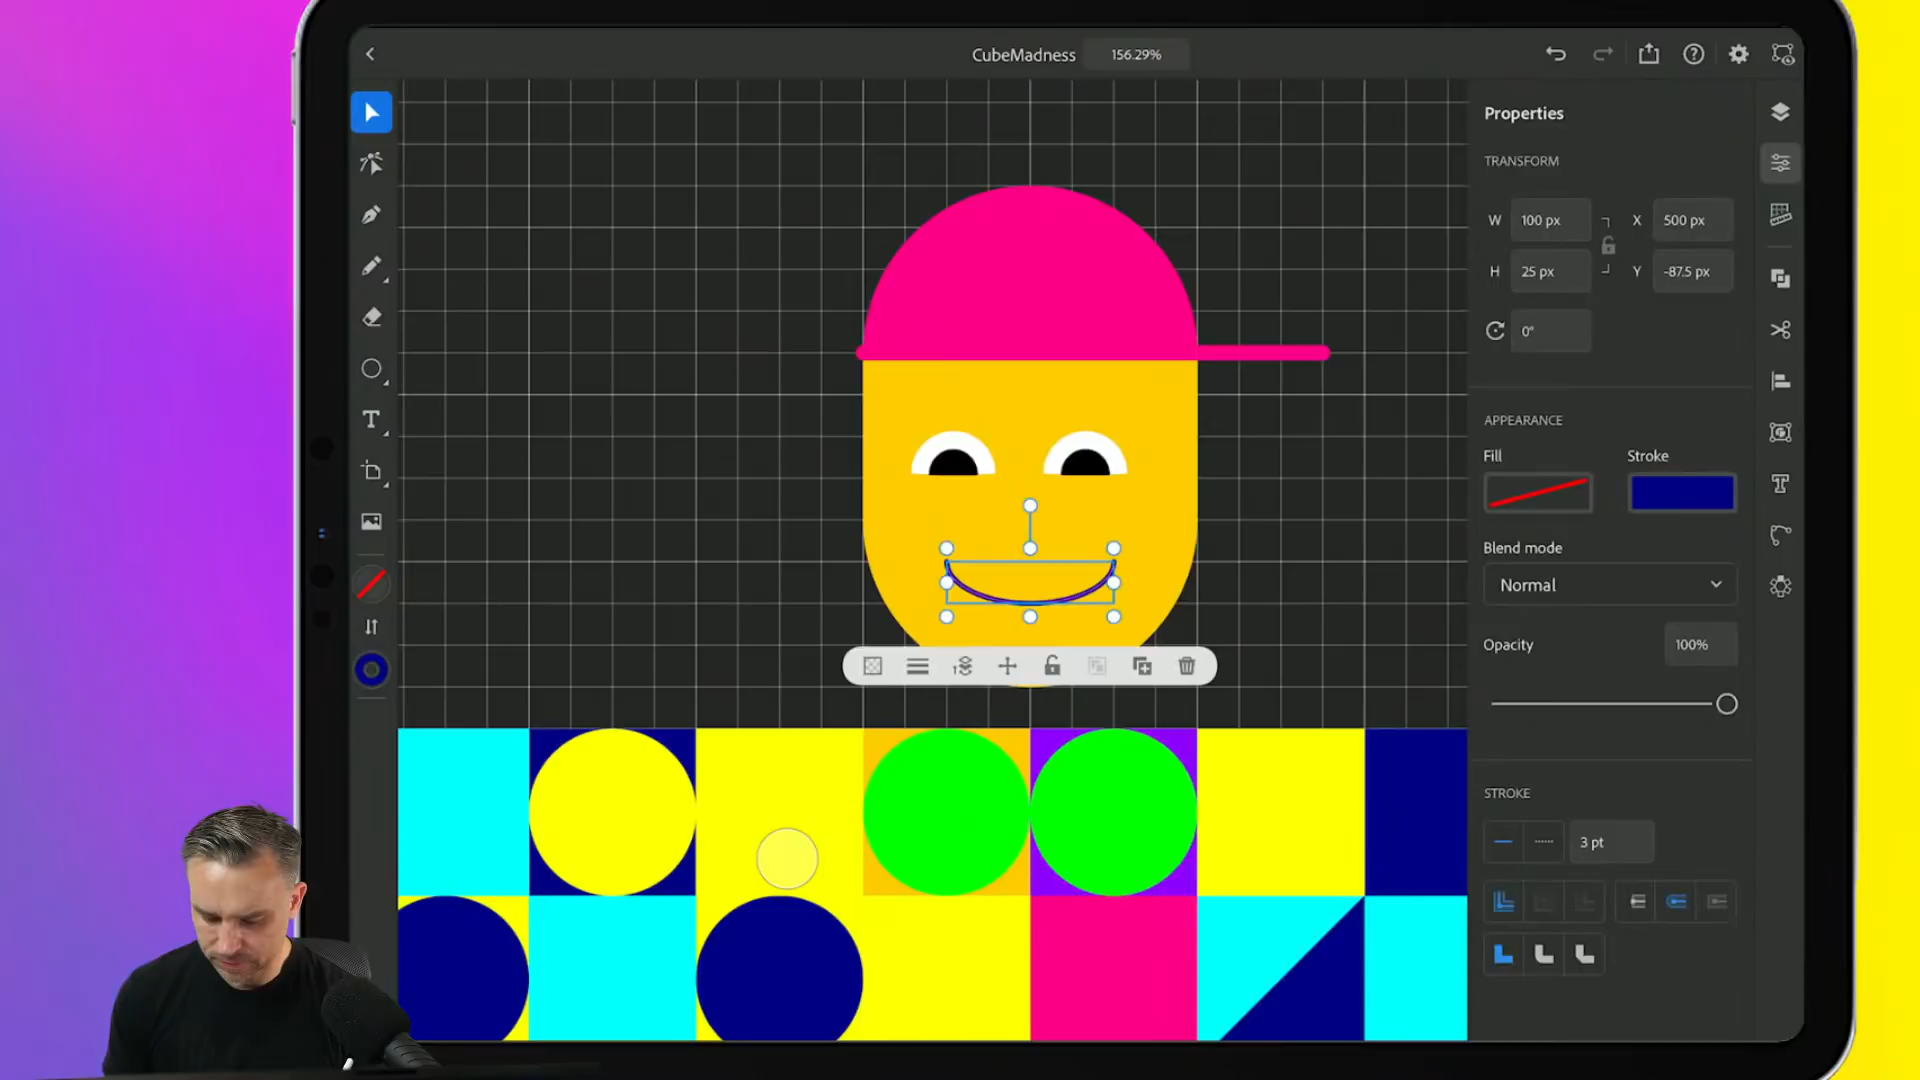 CubeMadness 156.29%
Properties
TRANSFORM
W 100 px X 500 px
H 25 px Y -87.5 px
0°
APPEARANCE
Fill Stroke
Blend mode
Normal
Opacity 100%
STROKE
3 pt